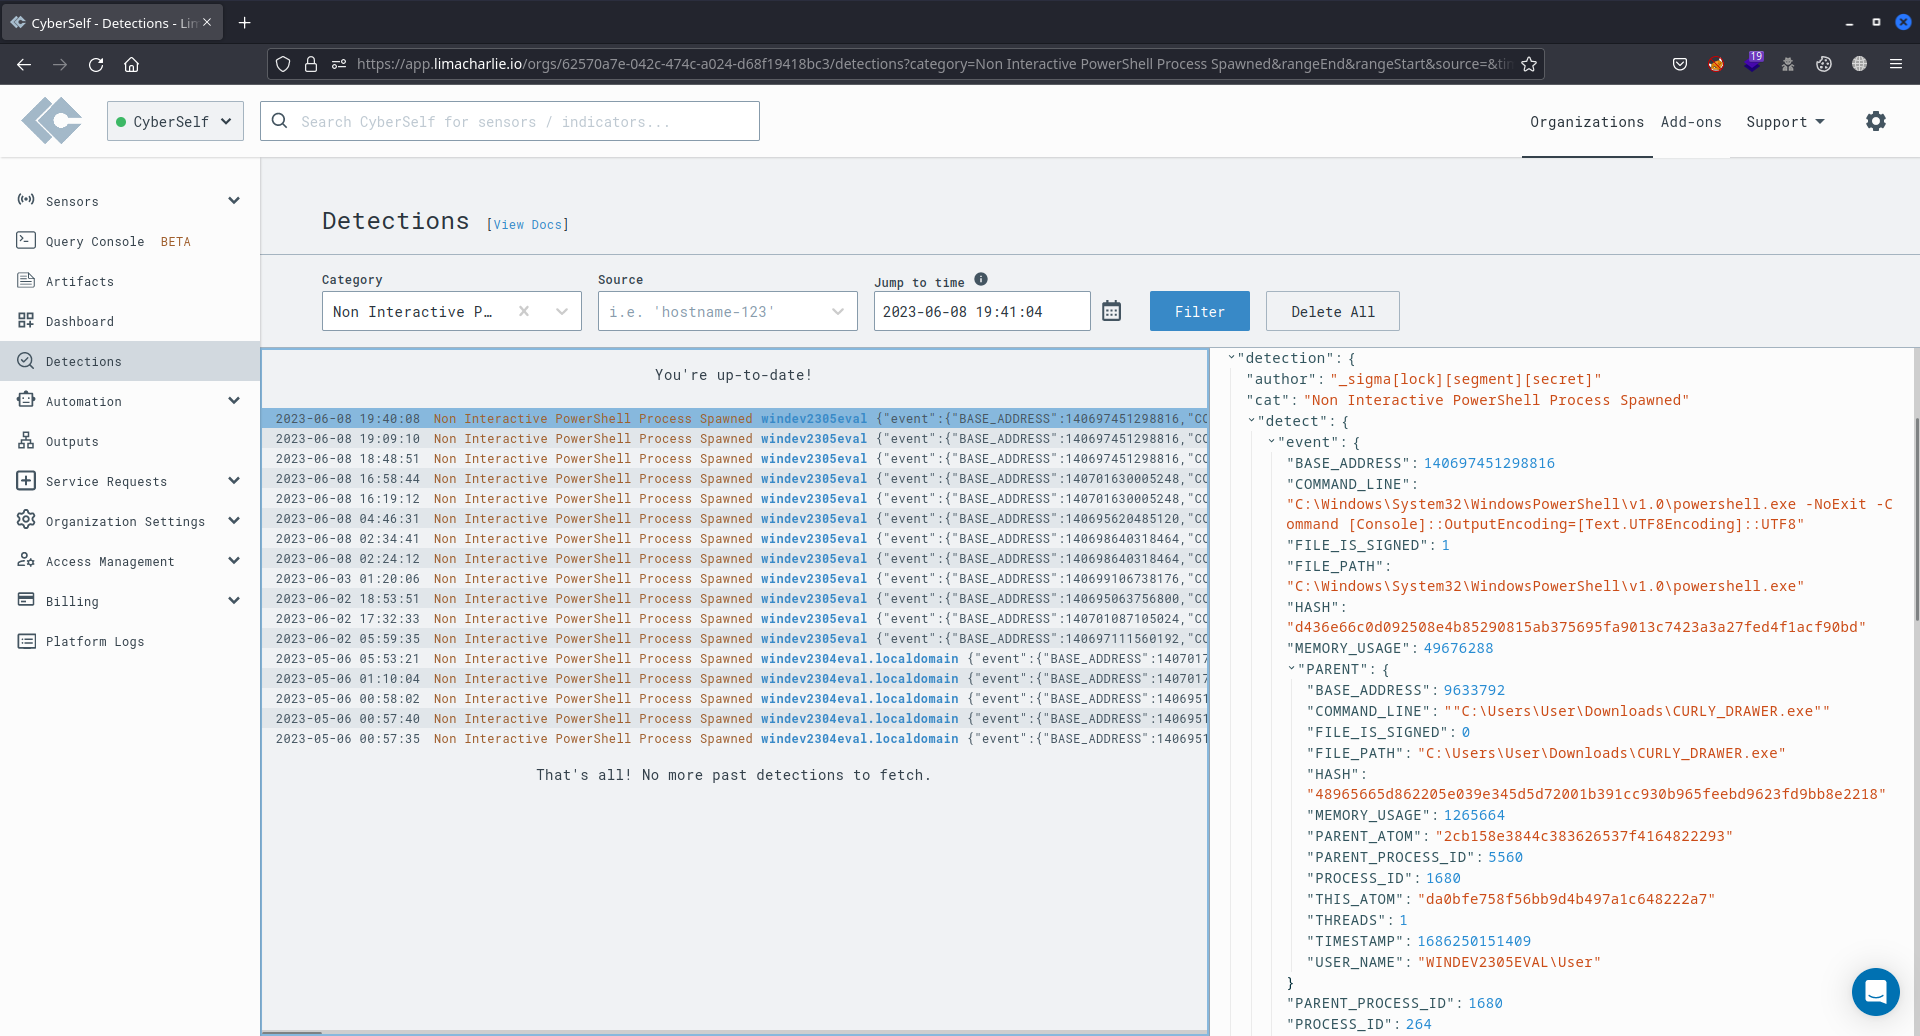 CyberSelf - Detections - Lim
https://app.limacharlie.io/orgs/62570a7e-042c-474c-a024-d68f19418bc3/detections?category=Non Interactive PowerShell Process Spawned&rangeEnd&rangeStart&source=&tim
19
CyberSelf
Search CyberSelf for sensors / indicators...
Organizations
Add-ons
Support
Sensors
Query Console BETA
Artifacts
Dashboard
Detections
Automation
Outputs
Service Requests
Organization Settings
Access Management
Billing
Platform Logs
Detections [View Docs]
Category
Non Interactive P…
Source
i.e. 'hostname-123'
Jump to time
2023-06-08 19:41:04
Filter
Delete All
You're up-to-date!
2023-06-08 19:40:08 Non Interactive PowerShell Process Spawned windev2305eval {"event":{"BASE_ADDRESS":140697451298816,"CO
2023-06-08 19:09:10 Non Interactive PowerShell Process Spawned windev2305eval {"event":{"BASE_ADDRESS":140697451298816,"CO
2023-06-08 18:48:51 Non Interactive PowerShell Process Spawned windev2305eval {"event":{"BASE_ADDRESS":140697451298816,"CO
2023-06-08 16:58:44 Non Interactive PowerShell Process Spawned windev2305eval {"event":{"BASE_ADDRESS":140701630005248,"CO
2023-06-08 16:19:12 Non Interactive PowerShell Process Spawned windev2305eval {"event":{"BASE_ADDRESS":140701630005248,"CO
2023-06-08 04:46:31 Non Interactive PowerShell Process Spawned windev2305eval {"event":{"BASE_ADDRESS":140695620485120,"CO
2023-06-08 02:34:41 Non Interactive PowerShell Process Spawned windev2305eval {"event":{"BASE_ADDRESS":140698640318464,"CO
2023-06-08 02:24:12 Non Interactive PowerShell Process Spawned windev2305eval {"event":{"BASE_ADDRESS":140698640318464,"CO
2023-06-03 01:20:06 Non Interactive PowerShell Process Spawned windev2305eval {"event":{"BASE_ADDRESS":140699106738176,"CO
2023-06-02 18:53:51 Non Interactive PowerShell Process Spawned windev2305eval {"event":{"BASE_ADDRESS":140695063756800,"CO
2023-06-02 17:32:33 Non Interactive PowerShell Process Spawned windev2305eval {"event":{"BASE_ADDRESS":140701087105024,"CO
2023-06-02 05:59:35 Non Interactive PowerShell Process Spawned windev2305eval {"event":{"BASE_ADDRESS":140697111560192,"CO
2023-05-06 05:53:21 Non Interactive PowerShell Process Spawned windev2304eval.localdomain {"event":{"BASE_ADDRESS":1407017
2023-05-06 01:10:04 Non Interactive PowerShell Process Spawned windev2304eval.localdomain {"event":{"BASE_ADDRESS":1407017
2023-05-06 00:58:02 Non Interactive PowerShell Process Spawned windev2304eval.localdomain {"event":{"BASE_ADDRESS":1406951
2023-05-06 00:57:40 Non Interactive PowerShell Process Spawned windev2304eval.localdomain {"event":{"BASE_ADDRESS":1406951
2023-05-06 00:57:35 Non Interactive PowerShell Process Spawned windev2304eval.localdomain {"event":{"BASE_ADDRESS":1406951
That's all! No more past detections to fetch.
"detection": {
"author": "_sigma[lock][segment][secret]"
"cat": "Non Interactive PowerShell Process Spawned"
"detect": {
"event": {
"BASE_ADDRESS": 140697451298816
"COMMAND_LINE":
"C:\Windows\System32\WindowsPowerShell\v1.0\powershell.exe -NoExit -C
ommand [Console]::OutputEncoding=[Text.UTF8Encoding]::UTF8"
"FILE_IS_SIGNED": 1
"FILE_PATH":
"C:\Windows\System32\WindowsPowerShell\v1.0\powershell.exe"
"HASH":
"d436e66c0d092508e4b85290815ab375695fa9013c7423a3a27fed4f1acf90bd"
"MEMORY_USAGE": 49676288
"PARENT": {
"BASE_ADDRESS": 9633792
"COMMAND_LINE": ""C:\Users\User\Downloads\CURLY_DRAWER.exe""
"FILE_IS_SIGNED": 0
"FILE_PATH": "C:\Users\User\Downloads\CURLY_DRAWER.exe"
"HASH":
"48965665d862205e039e345d5d72001b391cc930b965feebd9623fd9bb8e2218"
"MEMORY_USAGE": 1265664
"PARENT_ATOM": "2cb158e3844c383626537f4164822293"
"PARENT_PROCESS_ID": 5560
"PROCESS_ID": 1680
"THIS_ATOM": "da0bfe758f56bb9d4b497a1c648222a7"
"THREADS": 1
"TIMESTAMP": 1686250151409
"USER_NAME": "WINDEV2305EVAL\User"
}
"PARENT_PROCESS_ID": 1680
"PROCESS_ID": 264